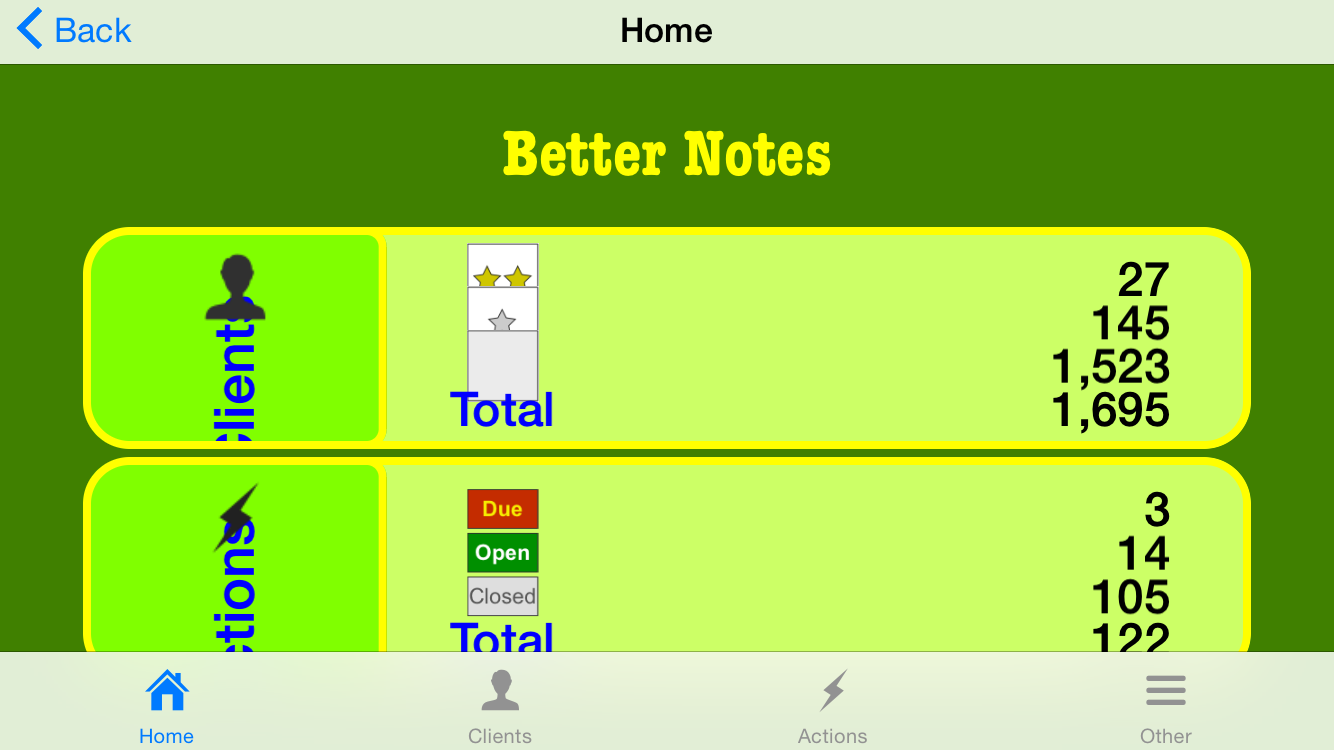 Back
Home
Better Notes
27
145
1,523
Total 1,695
Clients
Due 3
Open 14
Closed 105
Total 122
Home
Clients
Actions
Other